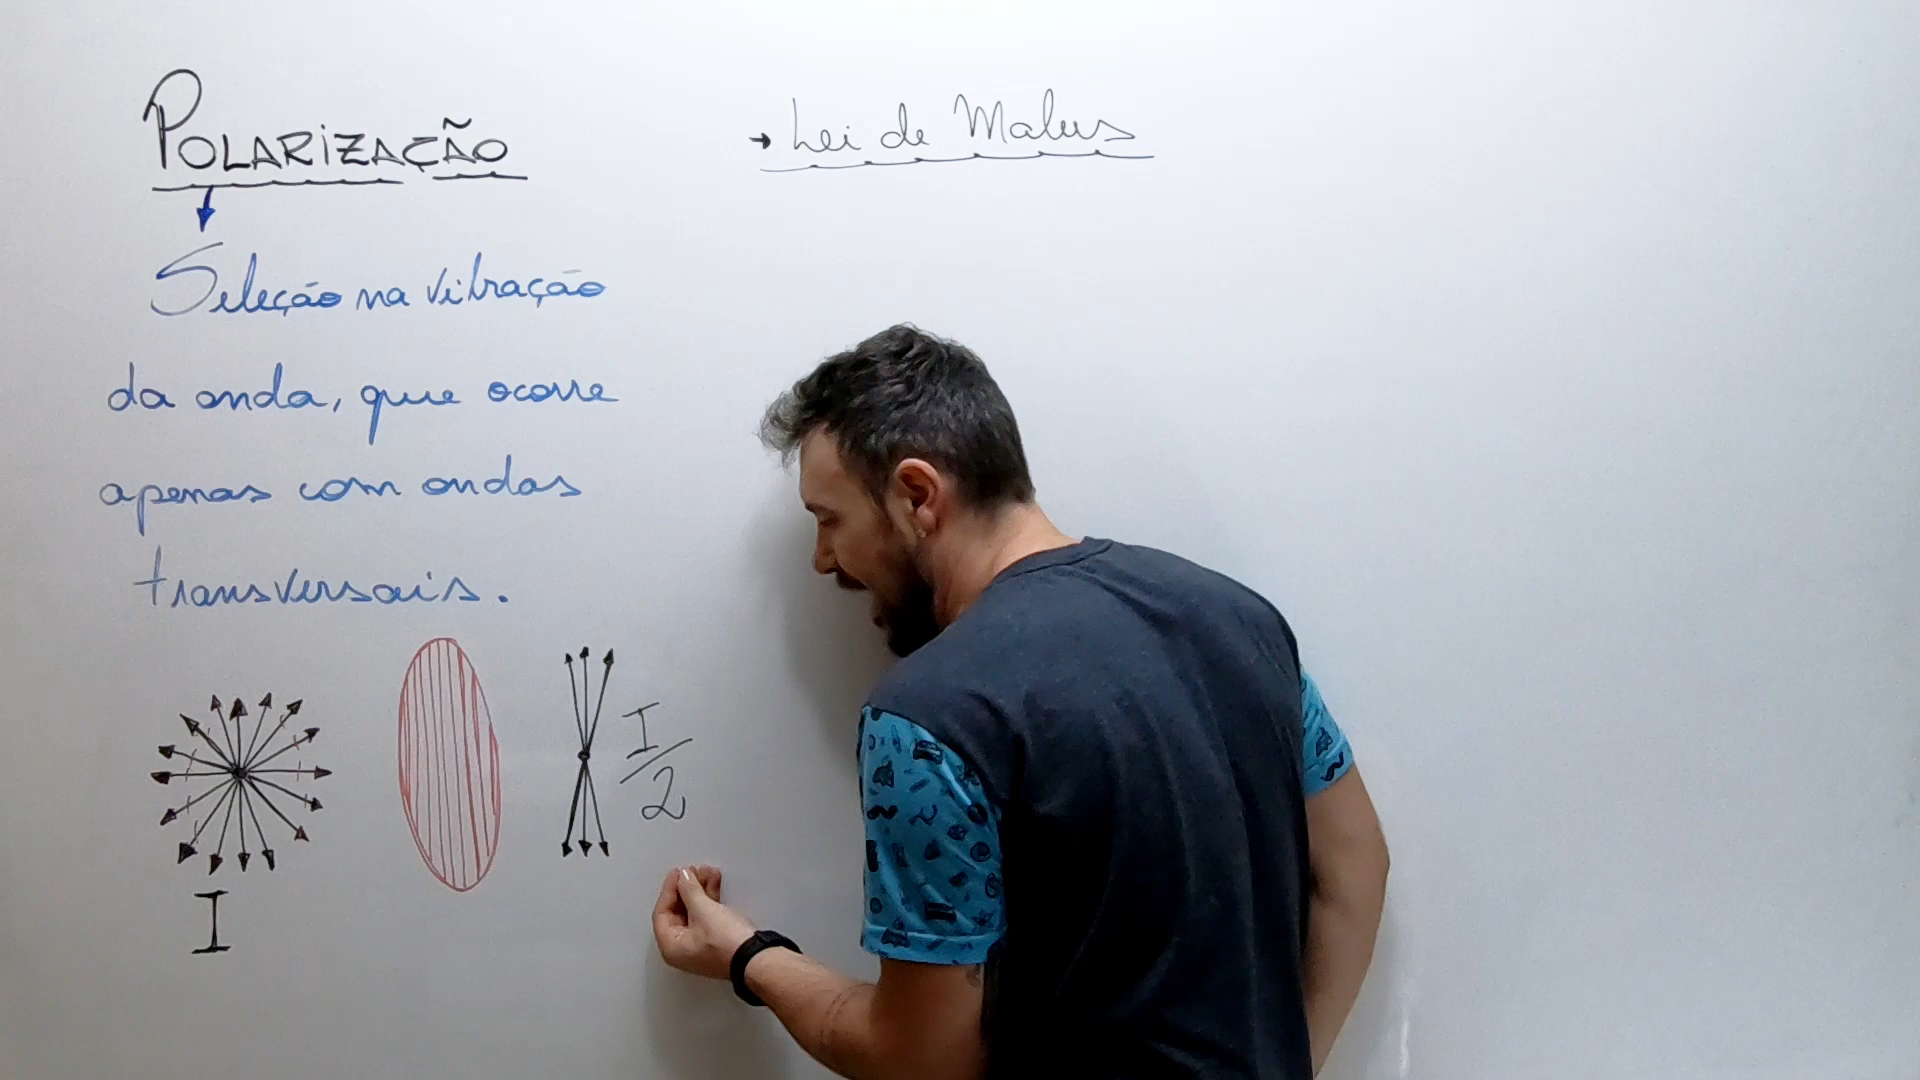 POLARIZAÇÃO
Seleção na vibração
da onda, que ocorre
apenas com ondas
transversais.
I
I/2
→ Lei de Malus